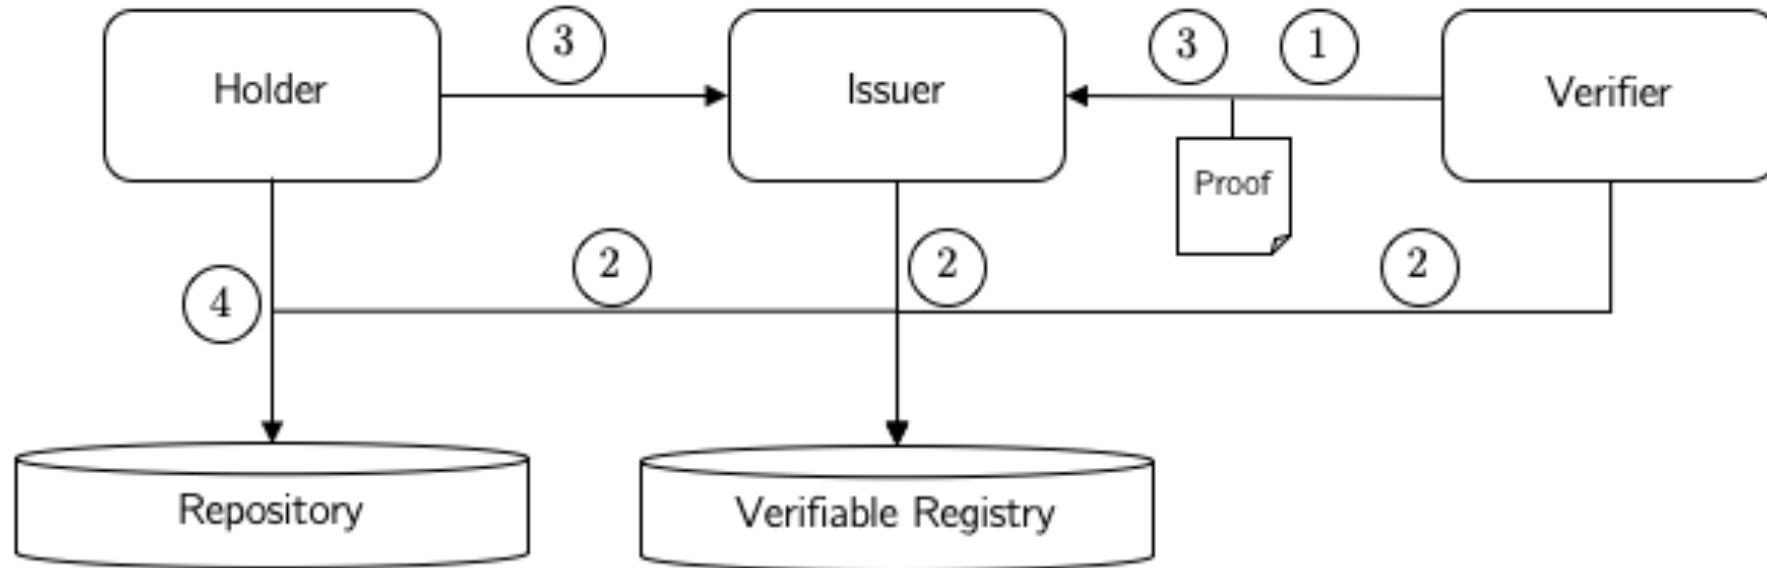 3
3
1
Holder
Issuer
Verifier
Proof
2
2
2
4
Repository
Verifiable Registry